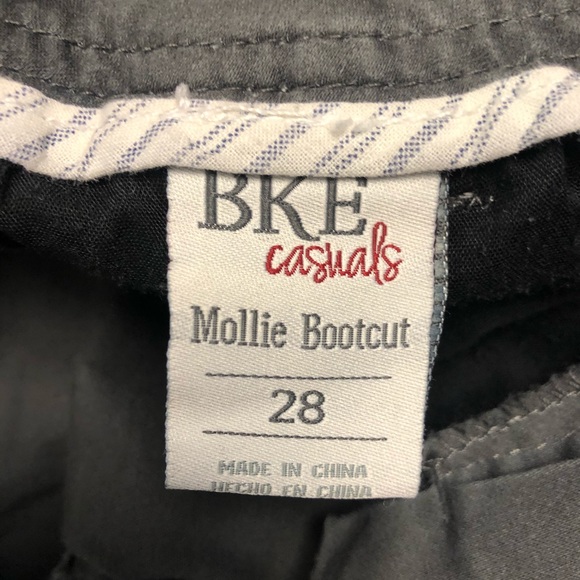 BKE
casuals
Mollie Bootcut
28
MADE IN CHINA
HECHO EN CHINA